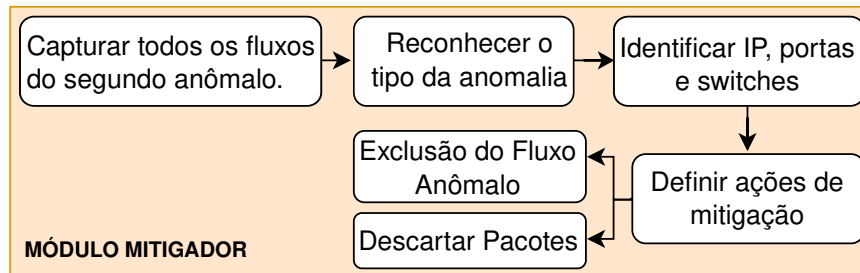 Capturar todos os fluxos
do segundo anômalo.
Reconhecer o
tipo da anomalia
Identificar IP, portas
e switches
Definir ações de
mitigação
Exclusão do Fluxo
Anômalo
Descartar Pacotes
MÓDULO MITIGADOR